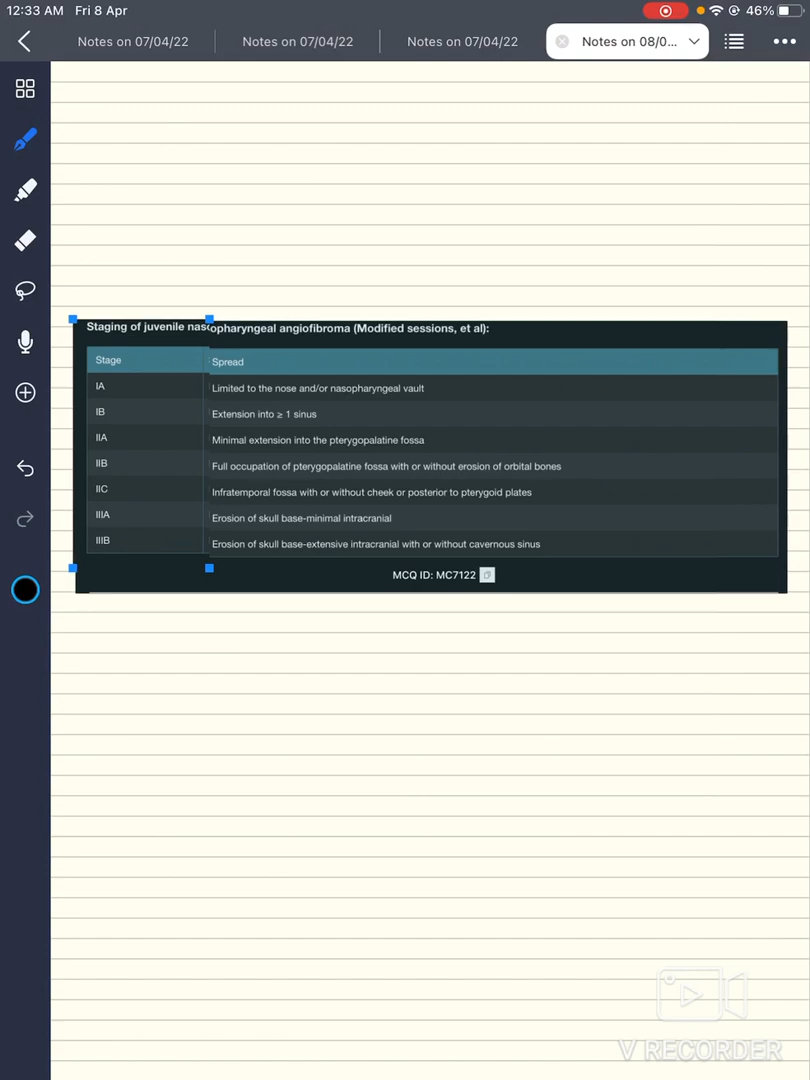 12:33 AM Fri 8 Apr 46%
Notes on 07/04/22 Notes on 07/04/22 Notes on 07/04/22 Notes on 08/0...
Staging of juvenile nasopharyngeal angiofibroma (Modified sessions, et al):
Stage Spread
IA Limited to the nose and/or nasopharyngeal vault
IB Extension into ≥ 1 sinus
IIA Minimal extension into the pterygopalatine fossa
IIB Full occupation of pterygopalatine fossa with or without erosion of orbital bones
IIC Infratemporal fossa with or without cheek or posterior to pterygoid plates
IIIA Erosion of skull base-minimal intracranial
IIIB Erosion of skull base-extensive intracranial with or without cavernous sinus
MCQ ID: MC7122
V RECORDER